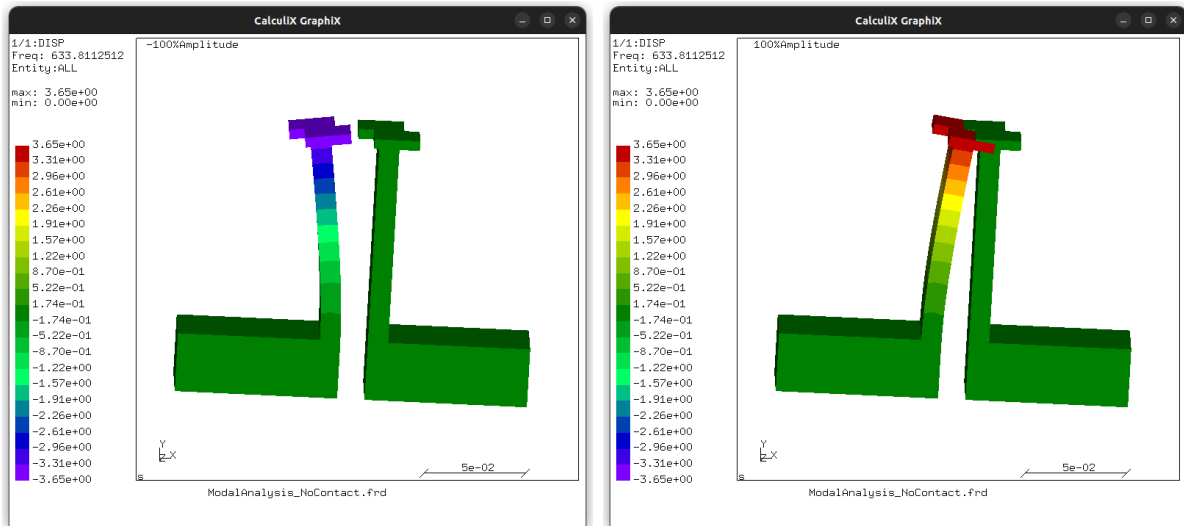 CalculiX GraphiX
1/1:DISP
Freq: 633.8112512
Entity:ALL
max: 3.65e+00
min: 0.00e+00
-100%Amplitude
3.65e+00
3.31e+00
2.96e+00
2.61e+00
2.26e+00
1.91e+00
1.57e+00
1.22e+00
8.70e-01
5.22e-01
1.74e-01
-1.74e-01
-5.22e-01
-8.70e-01
-1.22e+00
-1.57e+00
-1.91e+00
-2.26e+00
-2.61e+00
-2.96e+00
-3.31e+00
-3.65e+00
Y
Z X
5e-02
s
ModalAnalysis_NoContact.frd
CalculiX GraphiX
1/1:DISP
Freq: 633.8112512
Entity:ALL
max: 3.65e+00
min: 0.00e+00
100%Amplitude
3.65e+00
3.31e+00
2.96e+00
2.61e+00
2.26e+00
1.91e+00
1.57e+00
1.22e+00
8.70e-01
5.22e-01
1.74e-01
-1.74e-01
-5.22e-01
-8.70e-01
-1.22e+00
-1.57e+00
-1.91e+00
-2.26e+00
-2.61e+00
-2.96e+00
-3.31e+00
-3.65e+00
Y
Z X
5e-02
s
ModalAnalysis_NoContact.frd